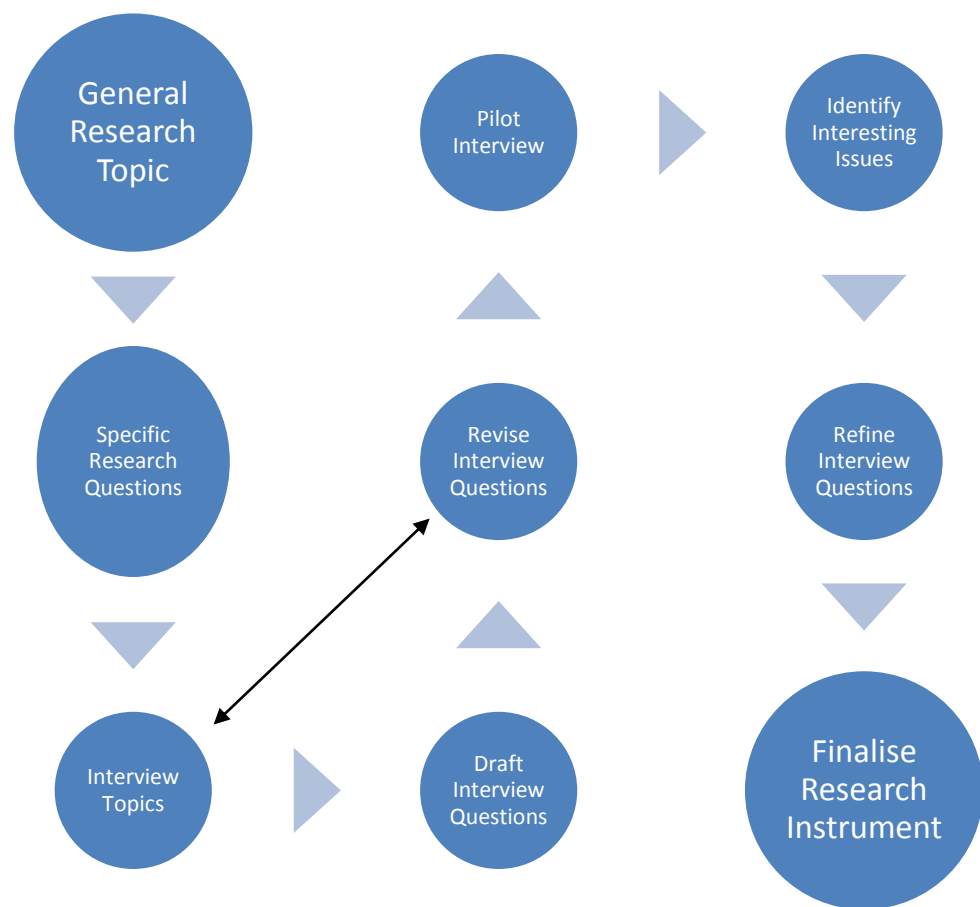 General
Research
Topic
Specific
Research
Questions
Interview
Topics
Draft
Interview
Questions
Revise
Interview
Questions
Pilot
Interview
Identify
Interesting
Issues
Refine
Interview
Questions
Finalise
Research
Instrument